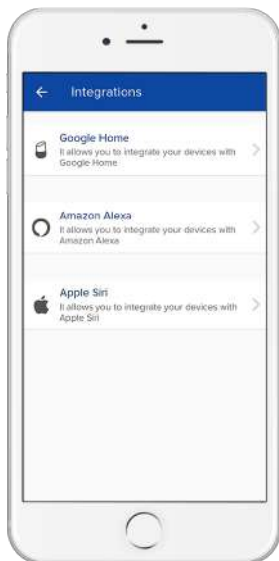 Integrations
Google Home
It allows you to integrate your devices with
Google Home
Amazon Alexa
It allows you to integrate your devices with
Amazon Alexa
Apple Siri
It allows you to integrate your devices with
Apple Siri